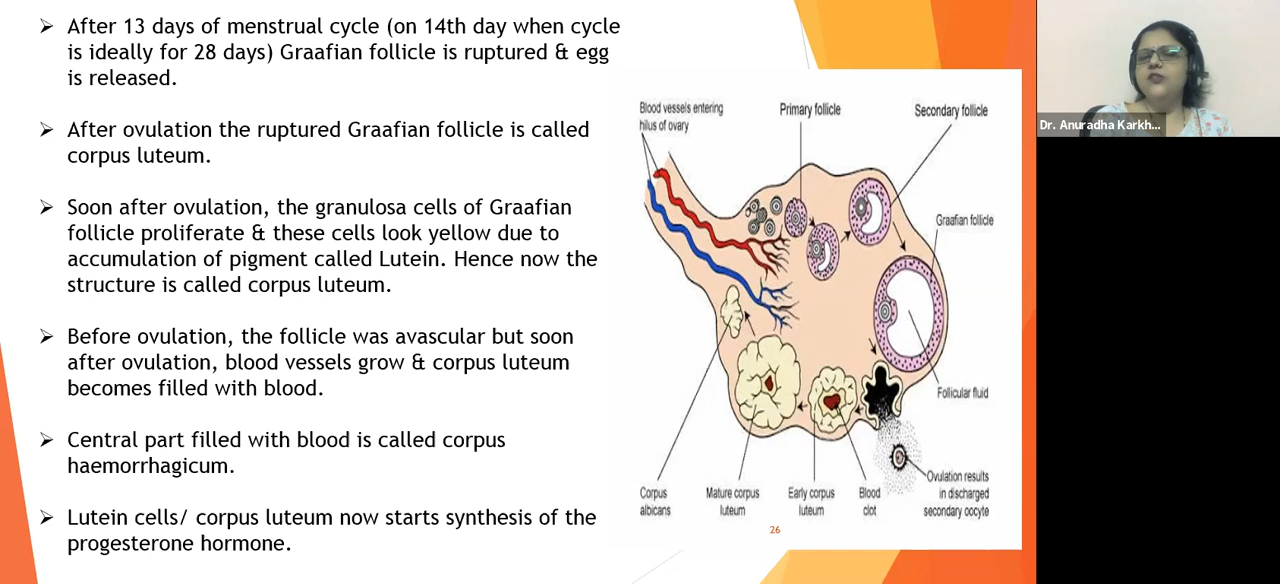 ➢ After 13 days of menstrual cycle (on 14th day when cycle
is ideally for 28 days) Graafian follicle is ruptured & egg
is released.
➢ After ovulation the ruptured Graafian follicle is called
corpus luteum.
➢ Soon after ovulation, the granulosa cells of Graafian
follicle proliferate & these cells look yellow due to
accumulation of pigment called Lutein. Hence now the
structure is called corpus luteum.
➢ Before ovulation, the follicle was avascular but soon
after ovulation, blood vessels grow & corpus luteum
becomes filled with blood.
➢ Central part filled with blood is called corpus
haemorrhagicum.
➢ Lutein cells/ corpus luteum now starts synthesis of the
progesterone hormone.
Blood vessels entering
hilus of ovary
Primary follicle
Secondary follicle
Graafian follicle
Follicular fluid
Ovulation results
in discharged
secondary oocyte
Blood
clot
Early corpus
luteum
Mature corpus
luteum
Corpus
albicans
26
Dr. Anuradha Karkh...